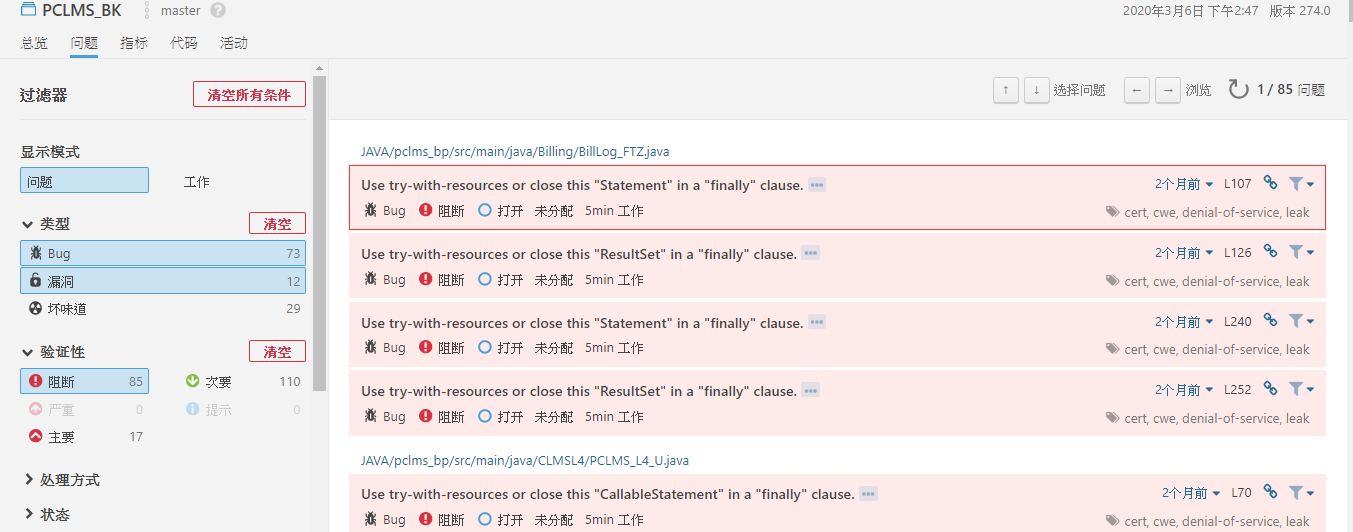 PCLMS_BK master ? 2020年3月6日 下午2:47 版本 274.0
总览 问题 指标 代码 活动
过滤器 清空所有条件
显示模式
问题 工作
类型 清空
Bug 73
漏洞 12
坏味道 29
验证性 清空
阻断 85 次要 110
严重 0 提示 0
主要 17
处理方式
状态
↑ ↓ 选择问题 ← → 浏览 1 / 85 问题
JAVA/pclms_bp/src/main/java/Billing/BillLog_FTZ.java
Use try-with-resources or close this "Statement" in a "finally" clause. ••• 2个月前 L107
Bug 阻断 打开 未分配 5min 工作 cert, cwe, denial-of-service, leak
Use try-with-resources or close this "ResultSet" in a "finally" clause. ••• 2个月前 L126
Bug 阻断 打开 未分配 5min 工作 cert, cwe, denial-of-service, leak
Use try-with-resources or close this "Statement" in a "finally" clause. ••• 2个月前 L240
Bug 阻断 打开 未分配 5min 工作 cert, cwe, denial-of-service, leak
Use try-with-resources or close this "ResultSet" in a "finally" clause. ••• 2个月前 L252
Bug 阻断 打开 未分配 5min 工作 cert, cwe, denial-of-service, leak
JAVA/pclms_bp/src/main/java/CLMSL4/PCLMS_L4_U.java
Use try-with-resources or close this "CallableStatement" in a "finally" clause. ••• 2个月前 L70
Bug 阻断 打开 未分配 5min 工作 cert, cwe, denial-of-service, leak